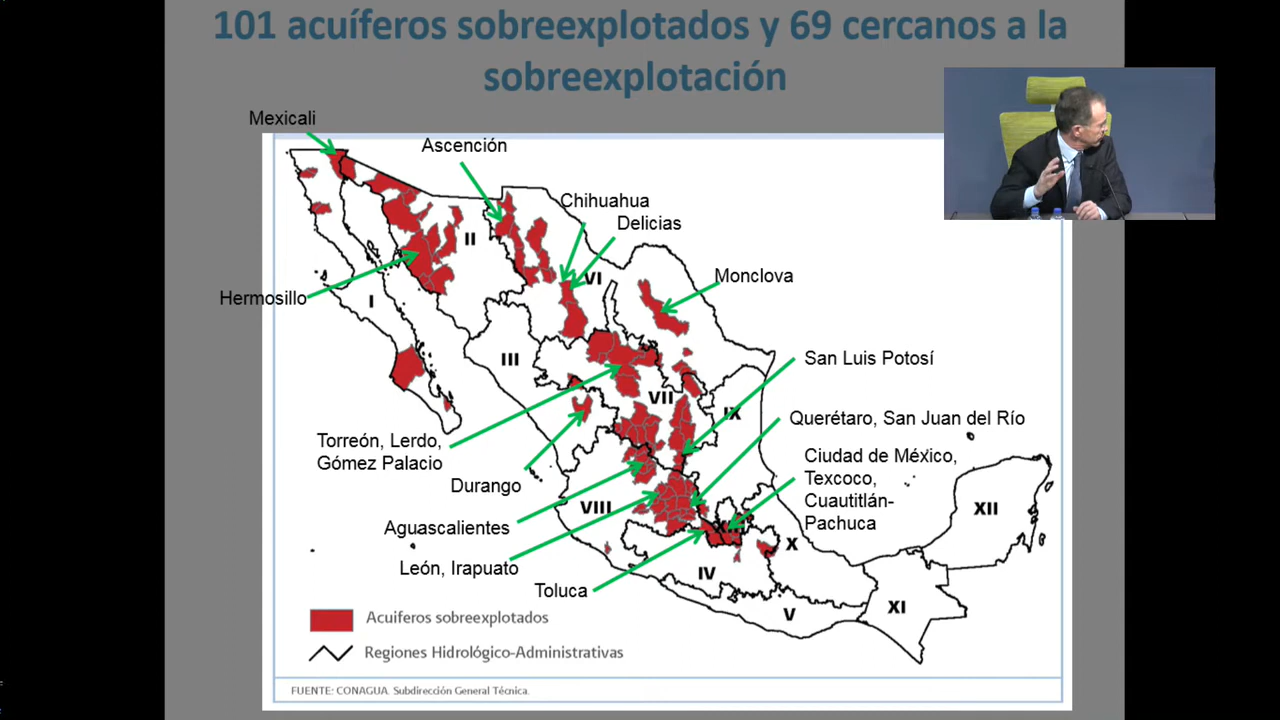 101 acuíferos sobreexplotados y 69 cercanos a la
sobreexplotación
Mexicali
Ascención
Chihuahua
Delicias
II
VI
Monclova
Hermosillo
I
III
San Luis Potosí
VII
IX
Querétaro, San Juan del Río
Torreón, Lerdo,
Gómez Palacio
Ciudad de México,
Texcoco,
Cuautitlán-
Pachuca
Durango
VIII
XII
Aguascalientes
X
León, Irapuato
IV
Toluca
V
XI
Acuiferos sobreexplotados
Regiones Hidrológico-Administrativas
FUENTE: CONAGUA. Subdirección General Técnica.